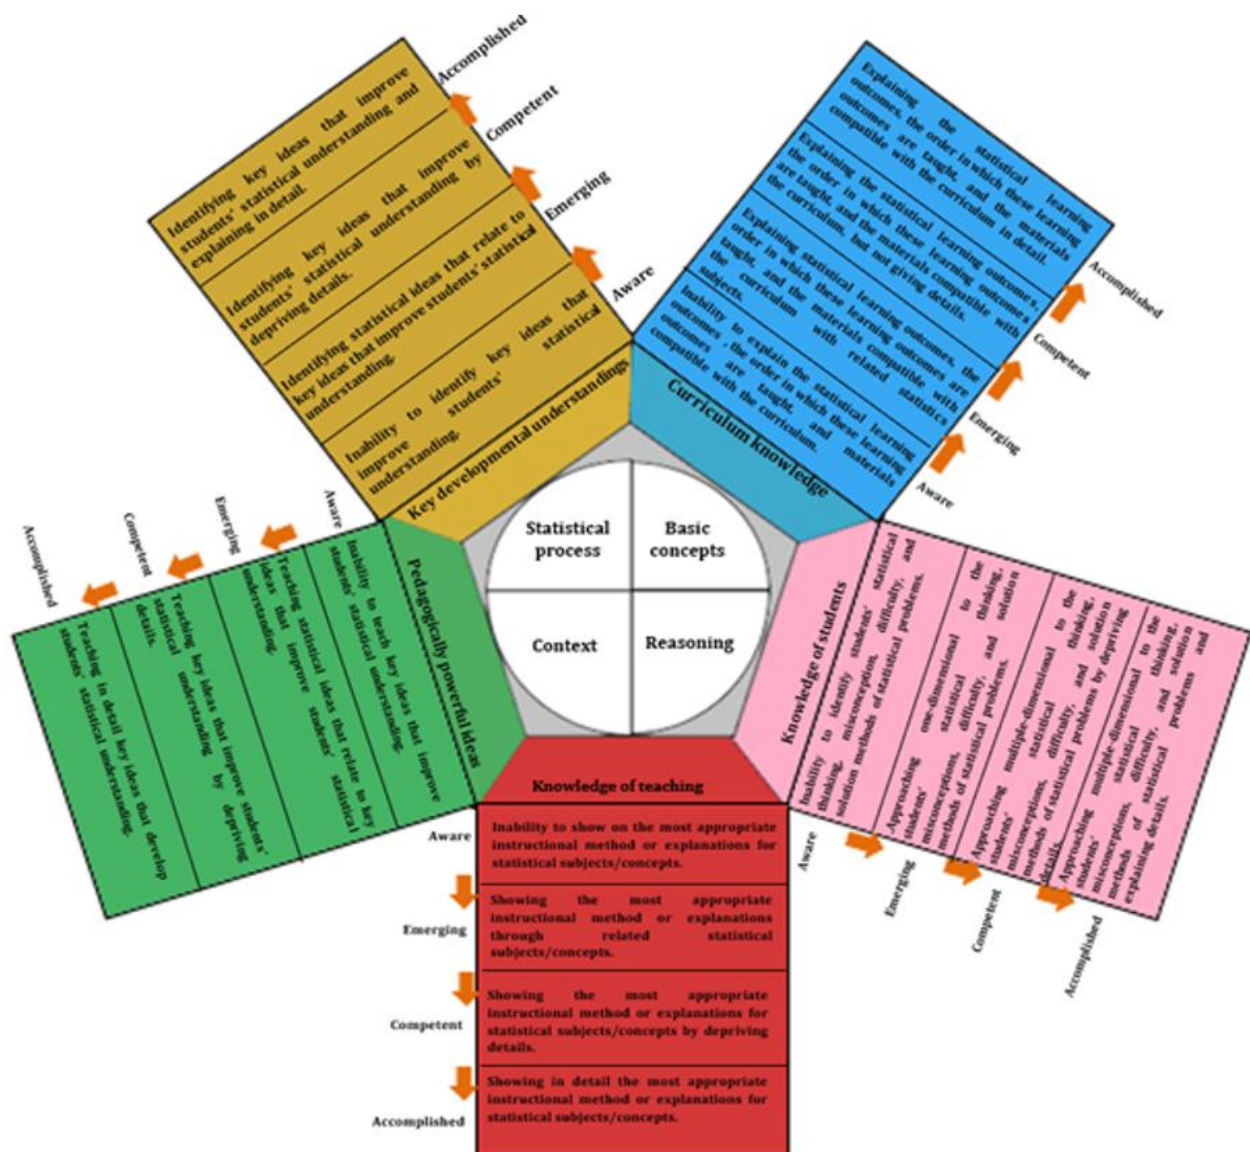 Statistical
process
Basic
concepts
Context
Reasoning
Key developmental understandings
Aware
Inability to identify key ideas that
improve students' statistical
understanding.
Emerging
Identifying statistical ideas that relate to
key ideas that improve students' statistical
understanding.
Competent
Identifying key ideas that improve
students' statistical understanding by
depriving details.
Accomplished
Identifying key ideas that improve
students' statistical understanding and
explaining in detail.
Curriculum knowledge
Aware
Inability to explain the statistical learning
outcomes , the order in which these learning
outcomes are taught, and materials
compatible with the curriculum.
Emerging
Explaining statistical learning outcomes, the
order in which these learning outcomes are
taught, and the materials compatible with
the curriculum with related statistics
subjects.
Competent
Explaining the statistical learning outcomes,
the order in which these learning outcomes
are taught, and the materials compatible with
the curriculum, but not giving details.
Accomplished
Explaining the statistical learning
outcomes, the order in which these learning
outcomes are taught, and the materials
compatible with the curriculum in detail.
Knowledge of students
Aware
Inability to identify students' statistical
thinking, misconception, difficulty, and
solution methods of statistical problems.
Emerging
Approaching one-dimensional to the
students' statistical thinking,
misconceptions, difficulty, and solution
methods of statistical problems.
Competent
Approaching multiple-dimensional to the
students' statistical thinking,
misconceptions, difficulty, and solution
methods of statistical problems by depriving
details.
Accomplished
Approaching multiple-dimensional to the
students' statistical thinking,
misconceptions, difficulty, and solution
methods of statistical problems and
explaining details.
Knowledge of teaching
Aware
Inability to show on the most appropriate
instructional method or explanations for
statistical subjects/concepts.
Emerging
Showing the most appropriate
instructional method or explanations
through related statistical
subjects/concepts.
Competent
Showing the most appropriate
instructional method or explanations for
statistical subjects/concepts by depriving
details.
Accomplished
Showing in detail the most appropriate
instructional method or explanations for
statistical subjects/concepts.
Pedagogically powerful ideas
Aware
Inability to teach key ideas that improve
students' statistical understanding.
Emerging
Teaching statistical ideas that relate to key
ideas that improve students' statistical
understanding.
Competent
Teaching key ideas that improve students'
statistical understanding by depriving
details.
Accomplished
Teaching in detail key ideas that develop
students' statistical understanding.